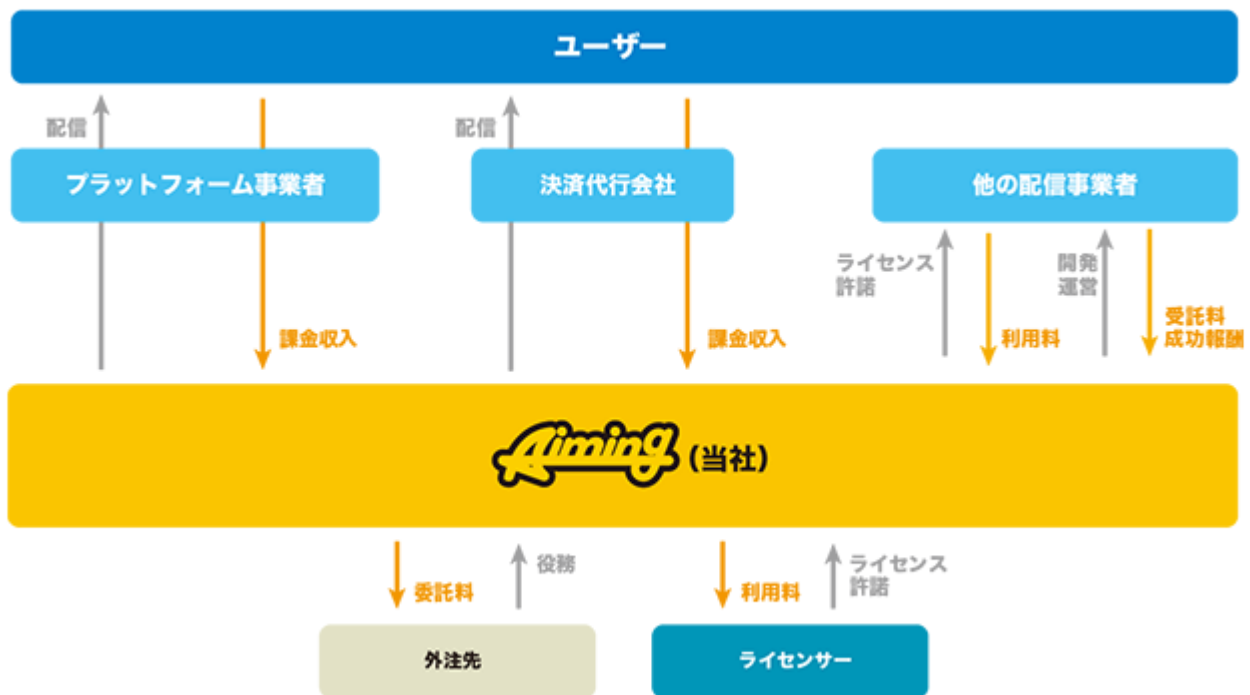 ユーザー
配信
配信
プラットフォーム事業者
決済代行会社
他の配信事業者
ライセンス
許諾
開発
運営
課金収入
課金収入
利用料
受託料
成功報酬
Aiming(当社)
委託料
役務
利用料
ライセンス
許諾
外注先
ライセンサー